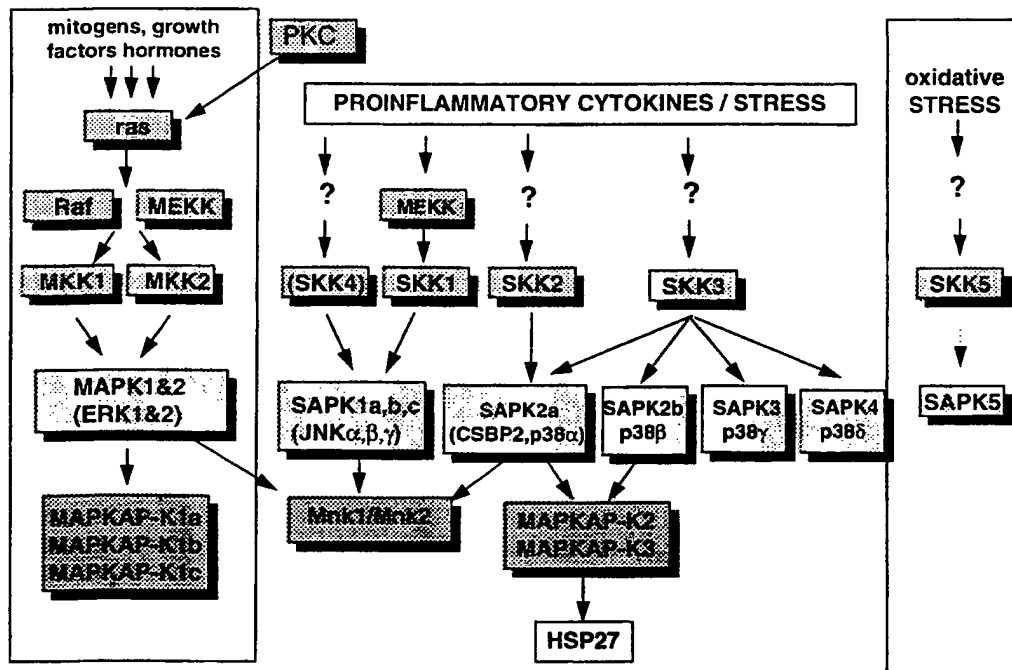 mitogens, growth
factors hormones
PKC
ras
Raf
MEKK
MKK1
MKK2
MAPK1&2
(ERK1&2)
MAPKAP-K1a
MAPKAP-K1b
MAPKAP-K1c
PROINFLAMMATORY CYTOKINES / STRESS
?
MEKK
?
?
(SKK4)
SKK1
SKK2
SKK3
SAPK1a,b,c
(JNKα,β,γ)
SAPK2a
(CSBP2,p38α)
SAPK2b
p38β
SAPK3
p38γ
SAPK4
p38δ
Mnk1/Mnk2
MAPKAP-K2
MAPKAP-K3
HSP27
oxidative
STRESS
?
SKK5
SAPK5